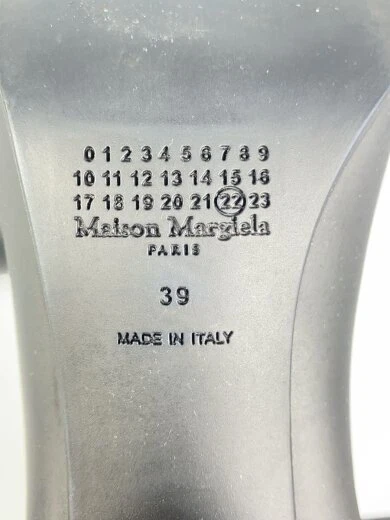 0 1 2 3 4 5 6 7 8 9
10 11 12 13 14 15 16
17 18 19 20 21 22 23
Maison Margiela
PARIS
39
MADE IN ITALY